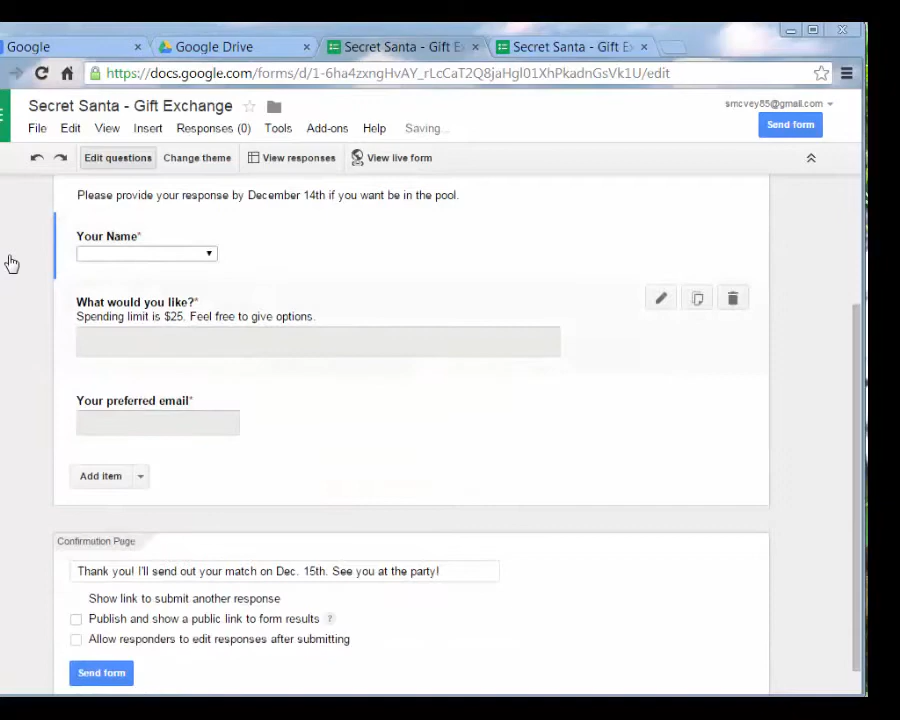 Google
Google Drive
Secret Santa - Gift E
Secret Santa - Gift E
https://docs.google.com/forms/d/1-6ha4zxngHvAY_rLcCaT2Q8jaHgl01XhPkadnGsVk1U/edit
Secret Santa - Gift Exchange
smcvey85@gmail.com
File Edit View Insert Responses (0) Tools Add-ons Help Saving...
Send form
Edit questions Change theme View responses View live form
Please provide your response by December 14th if you want be in the pool.
Your Name*
What would you like?*
Spending limit is $25. Feel free to give options.
Your preferred email*
Add item
Confirmation Page
Thank you! I'll send out your match on Dec. 15th. See you at the party!
Show link to submit another response
Publish and show a public link to form results ?
Allow responders to edit responses after submitting
Send form